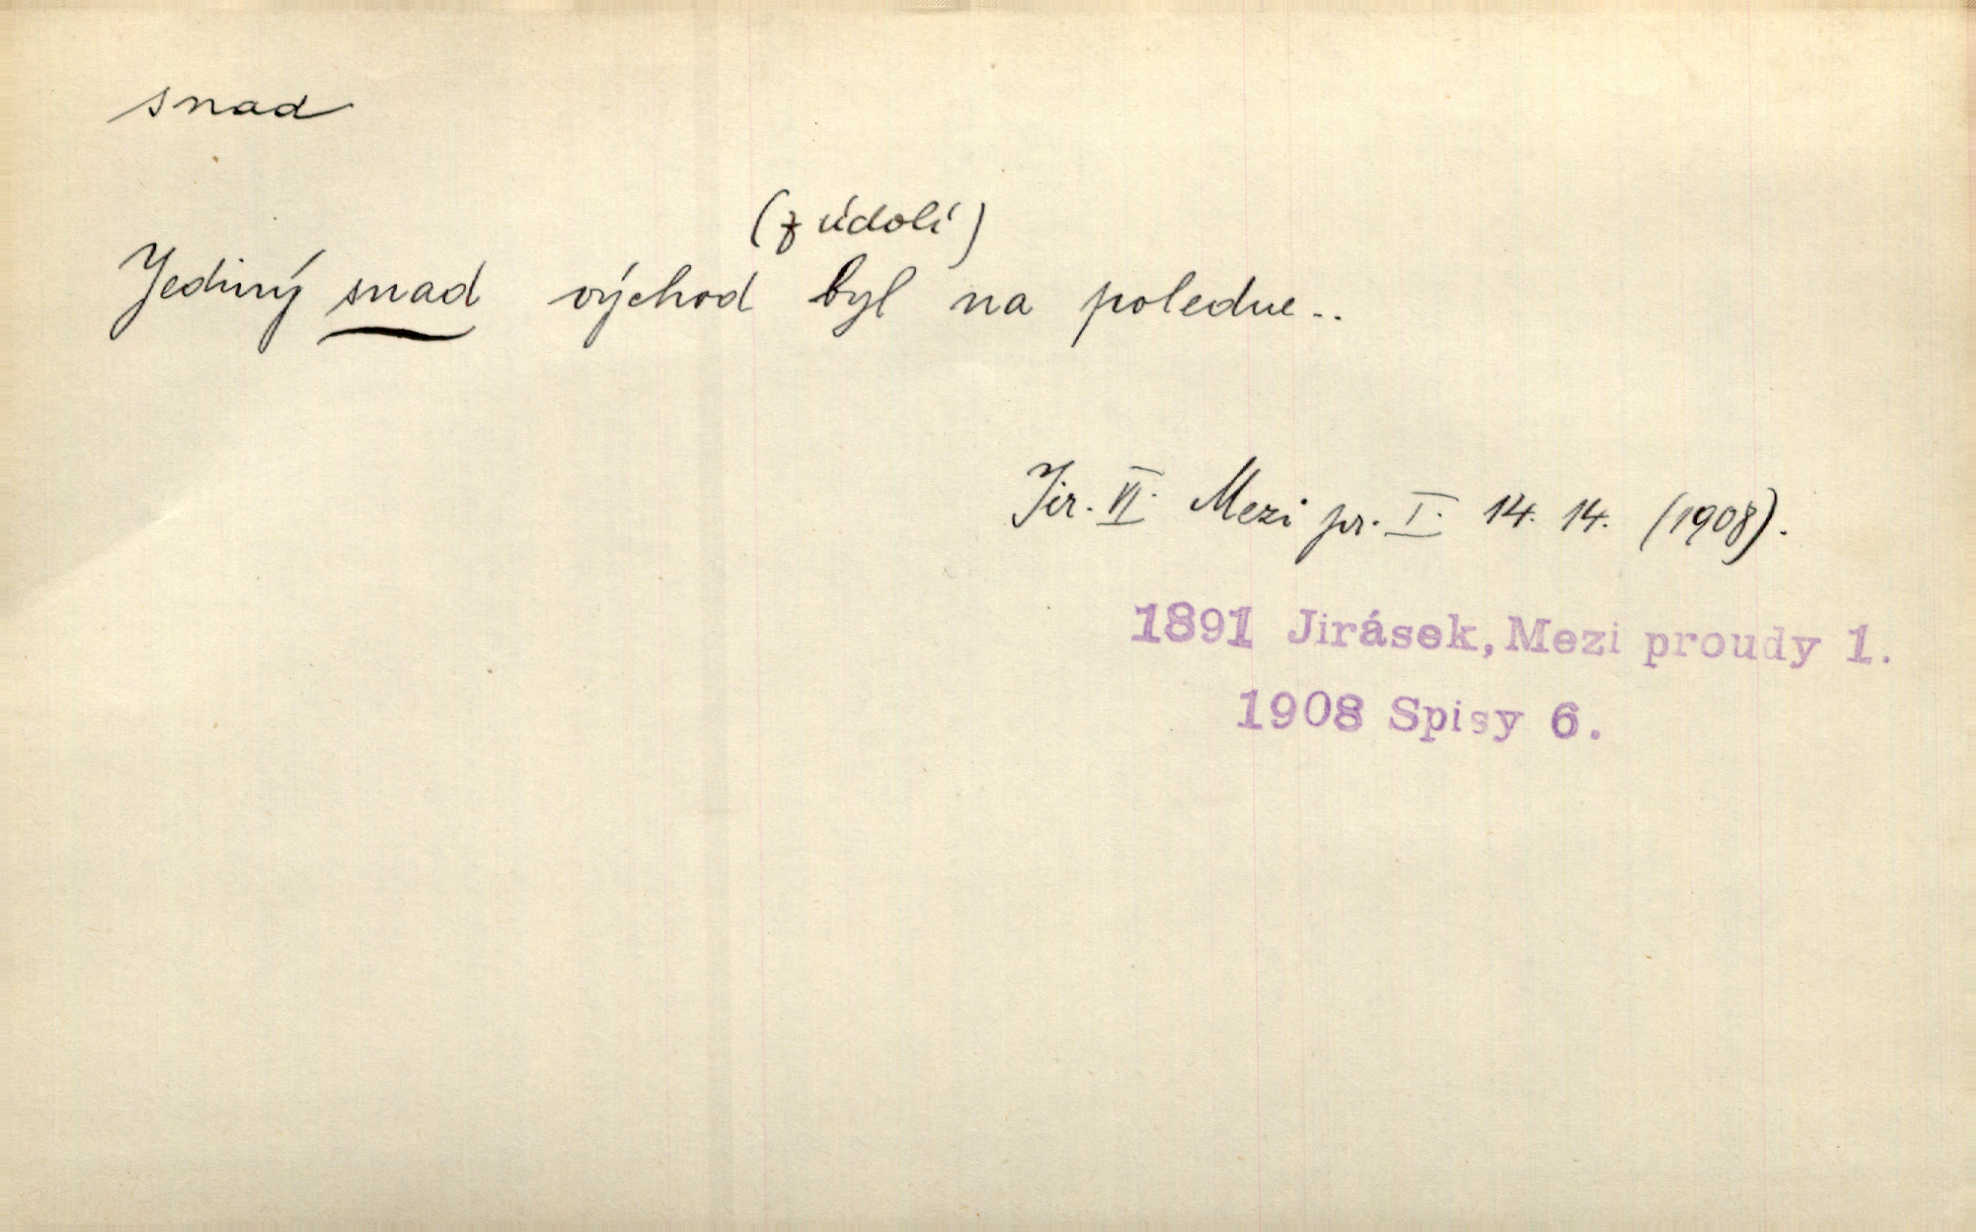 snad
(z údolí)
Jediný snad východ byl na poledne..
Jir. VI. Mezi pr. I. 14. 14. (1908).
1891 Jirásek, Mezi proudy 1.
1908 Spisy 6.